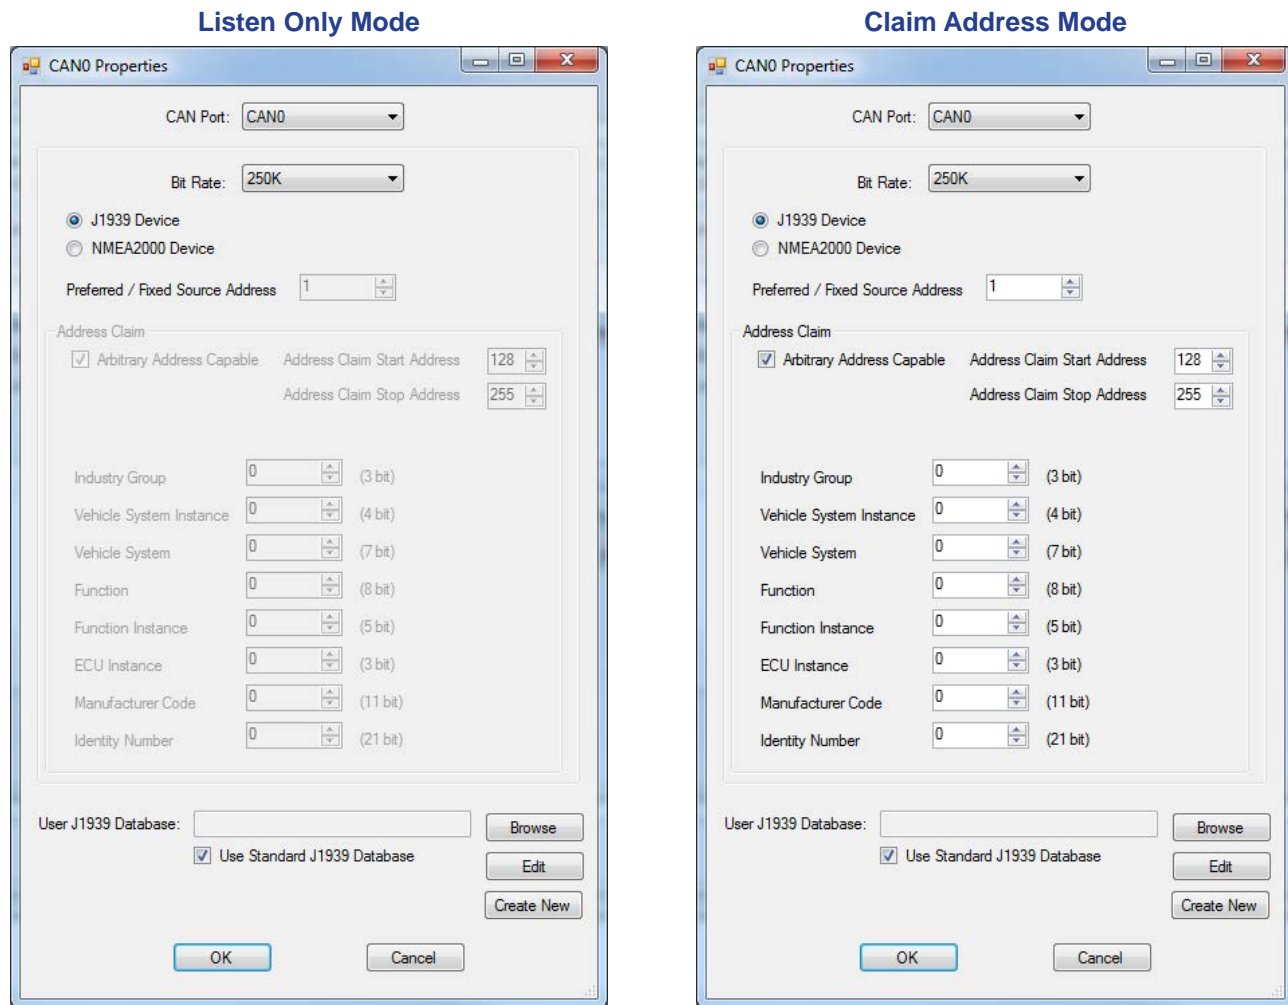 Listen Only Mode
CAN0 Properties
CAN Port: CAN0
Bit Rate: 250K
J1939 Device
NMEA2000 Device
Preferred / Fixed Source Address 1
Address Claim
Arbitrary Address Capable Address Claim Start Address 128
Address Claim Stop Address 255
Industry Group 0 (3 bit)
Vehicle System Instance 0 (4 bit)
Vehicle System 0 (7 bit)
Function 0 (8 bit)
Function Instance 0 (5 bit)
ECU Instance 0 (3 bit)
Manufacturer Code 0 (11 bit)
Identity Number 0 (21 bit)
User J1939 Database: Browse
Use Standard J1939 Database Edit
Create New
OK Cancel
Claim Address Mode
CAN0 Properties
CAN Port: CAN0
Bit Rate: 250K
J1939 Device
NMEA2000 Device
Preferred / Fixed Source Address 1
Address Claim
Arbitrary Address Capable Address Claim Start Address 128
Address Claim Stop Address 255
Industry Group 0 (3 bit)
Vehicle System Instance 0 (4 bit)
Vehicle System 0 (7 bit)
Function 0 (8 bit)
Function Instance 0 (5 bit)
ECU Instance 0 (3 bit)
Manufacturer Code 0 (11 bit)
Identity Number 0 (21 bit)
User J1939 Database: Browse
Use Standard J1939 Database Edit
Create New
OK Cancel